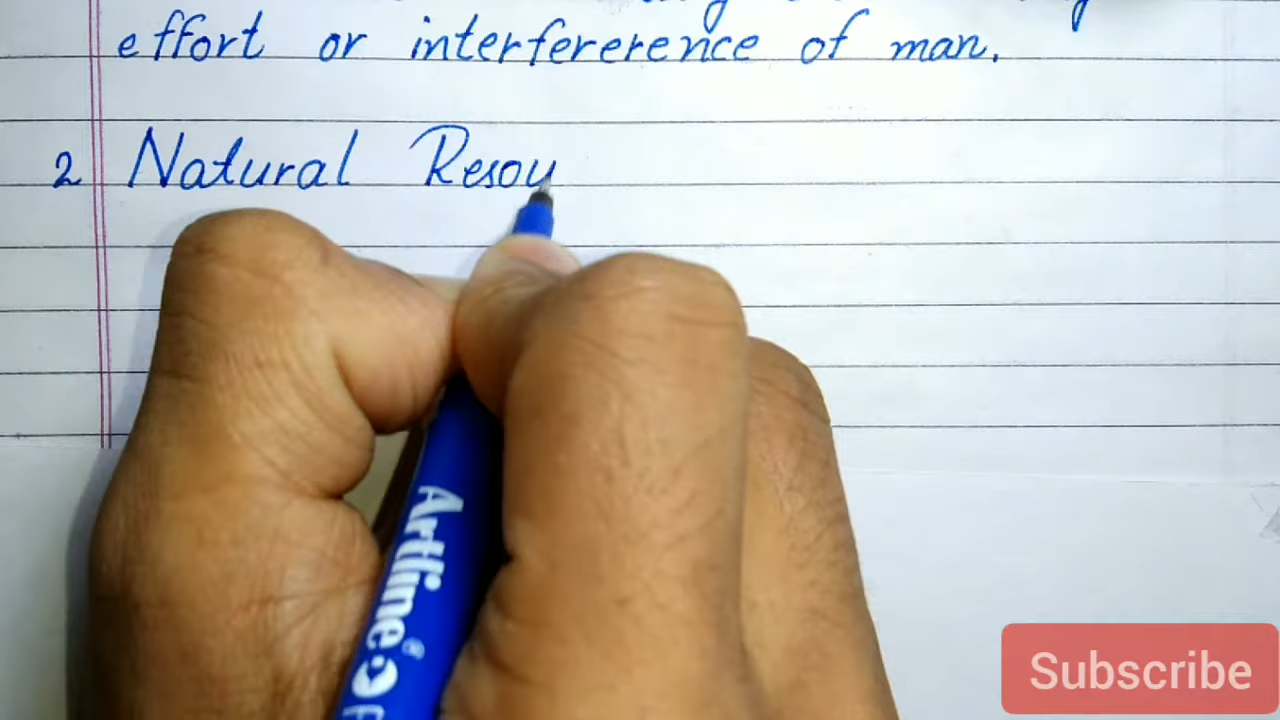 effort or interfererence of man.
2 Natural Resou
Artline
Subscribe